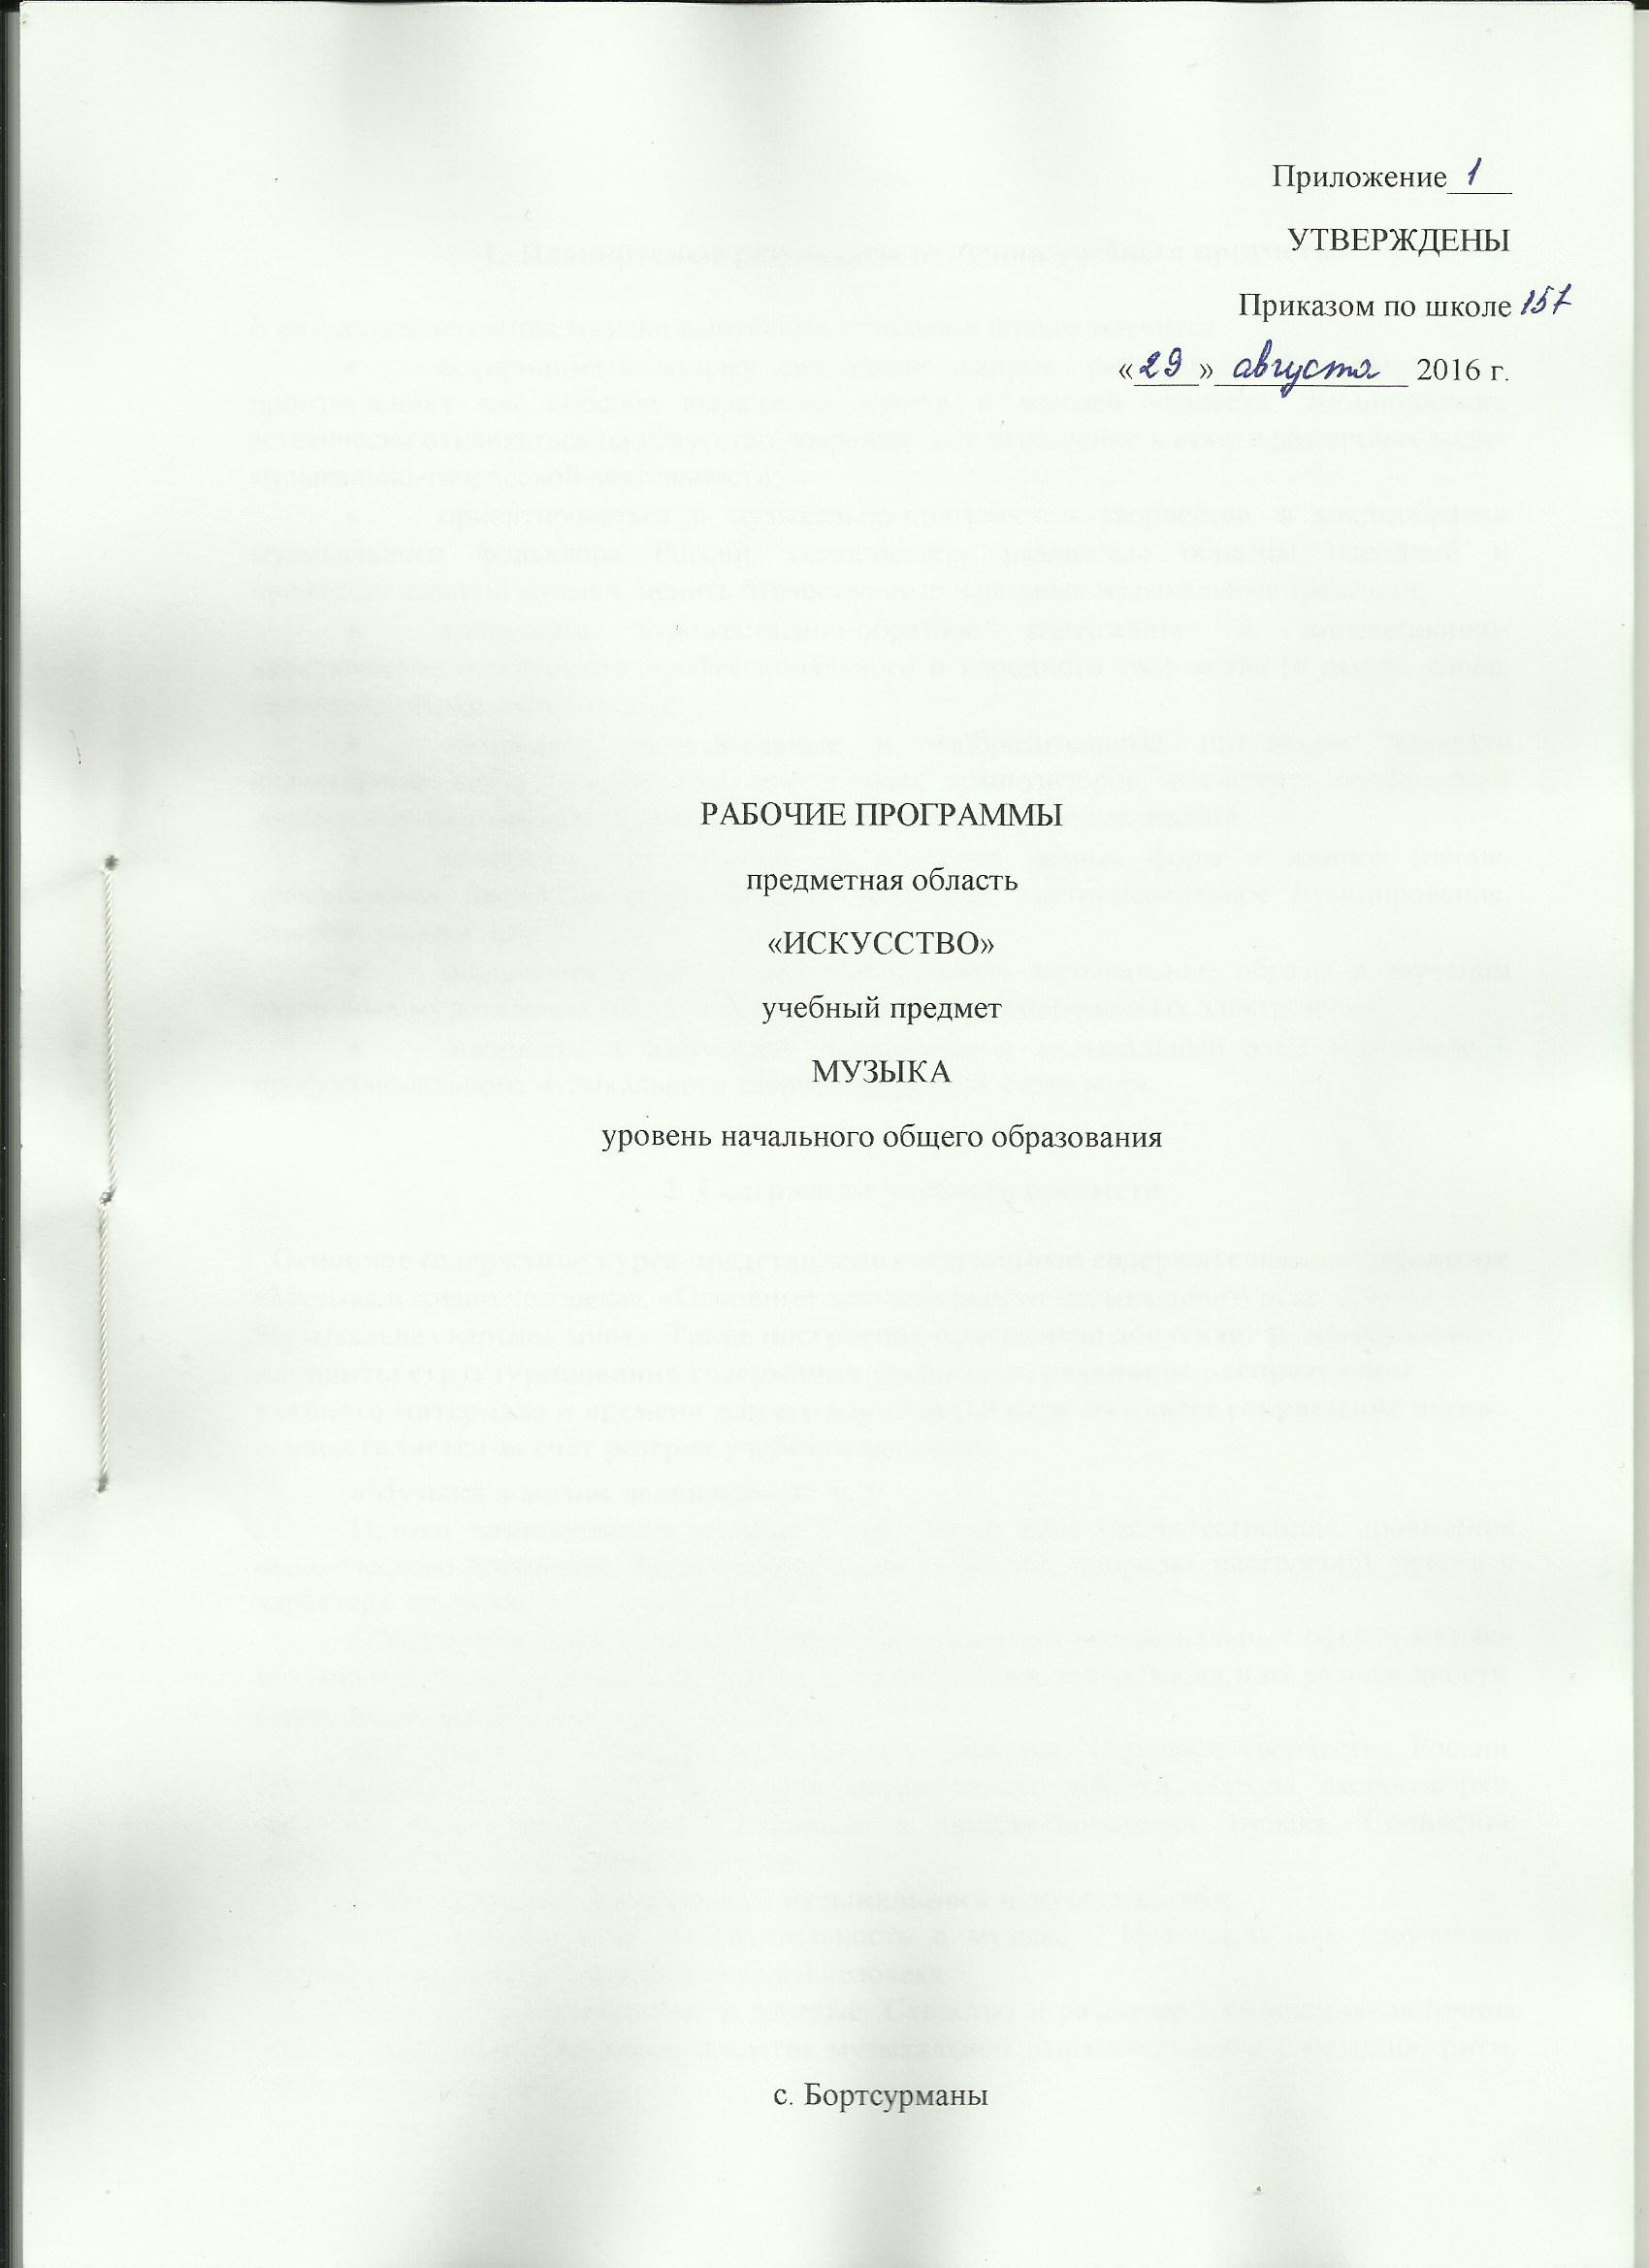 Приложение 1
УТВЕРЖДЕНЫ
Приказом по школе 157
«29» августа 2016 г.
РАБОЧИЕ ПРОГРАММЫ
предметная область
«ИСКУССТВО»
учебный предмет
МУЗЫКА
уровень начального общего образования
с. Бортсурманы